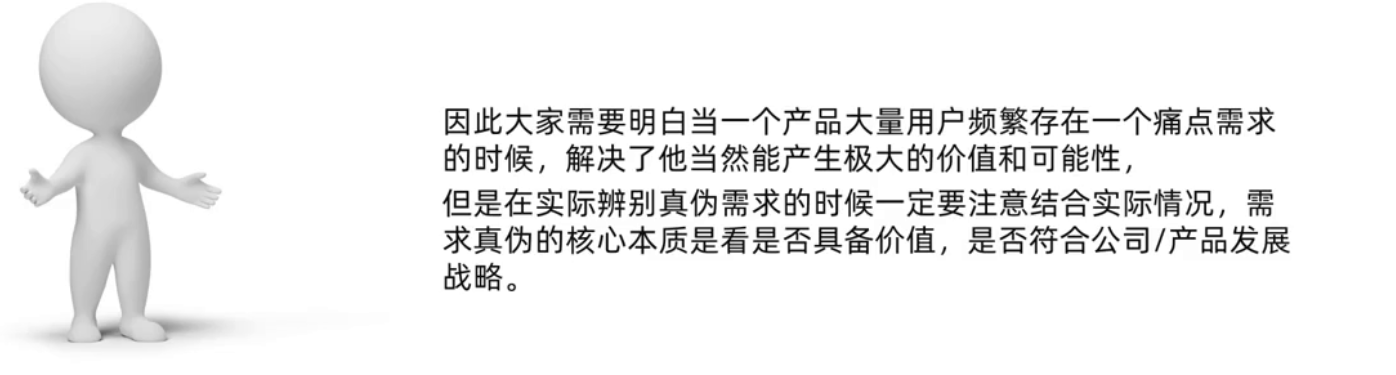 因此大家需要明白当一个产品大量用户频繁存在一个痛点需求
的时候，解决了他当然能产生极大的价值和可能性，
但是在实际辨别真伪需求的时候一定要注意结合实际情况，需
求真伪的核心本质是看是否具备价值，是否符合公司/产品发展
战略。